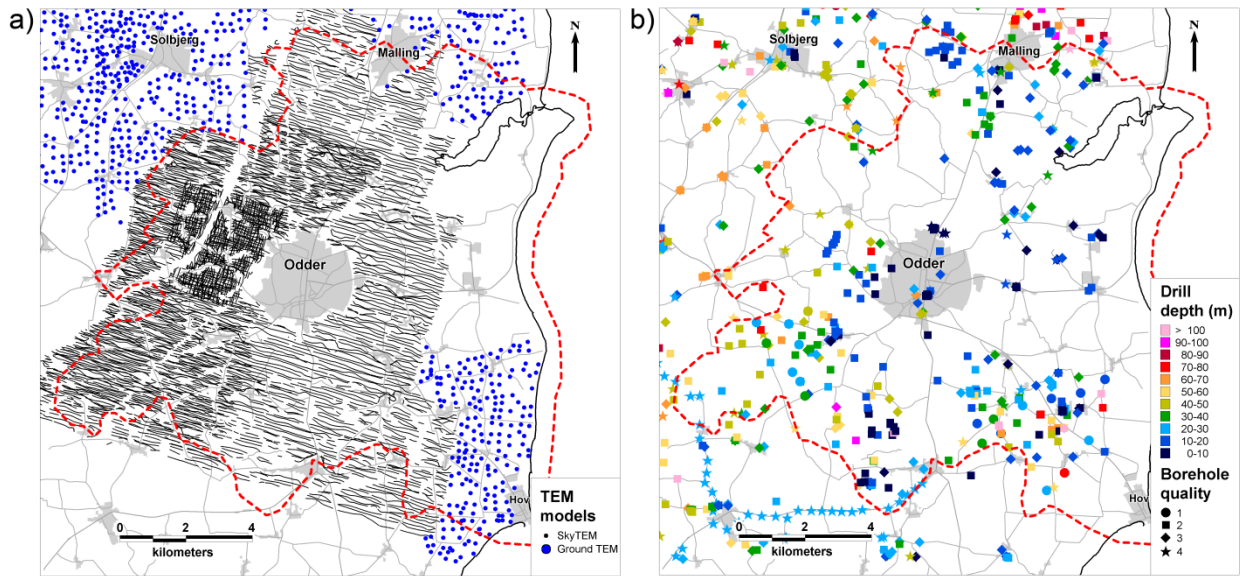 a)
Solbjerg
Malling
N
Odder
TEM
models
SkyTEM
Ground TEM
Hov
0 2 4
kilometers
b)
Solbjerg
Malling
N
Odder
Drill
depth (m)
> 100
90-100
80-90
70-80
60-70
50-60
40-50
30-40
20-30
10-20
0-10
Borehole
quality
1
2
3
4
Hov
0 2 4
kilometers